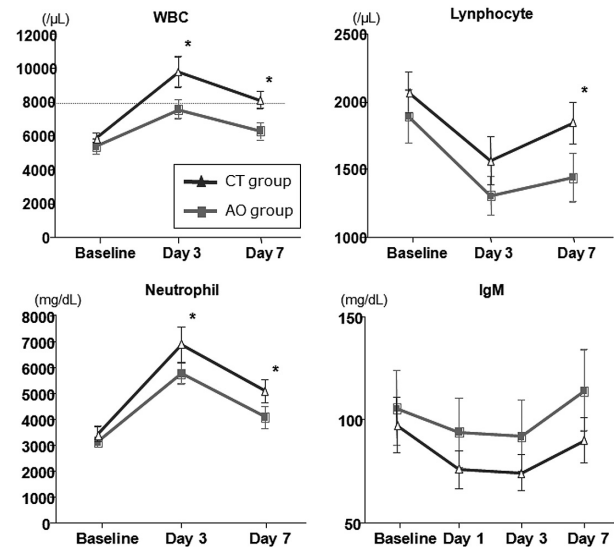 (/µL)
WBC
12000
10000
8000
6000
4000
2000
0
*
*
CT group
AO group
Baseline Day 3 Day 7
(/µL)
Lynphocyte
2500
2000
1500
1000
*
Baseline Day 3 Day 7
(mg/dL)
Neutrophil
8000
7000
6000
5000
4000
3000
2000
1000
0
*
*
Baseline Day 3 Day 7
(mg/dL)
IgM
150
100
50
Baseline Day 1 Day 3 Day 7